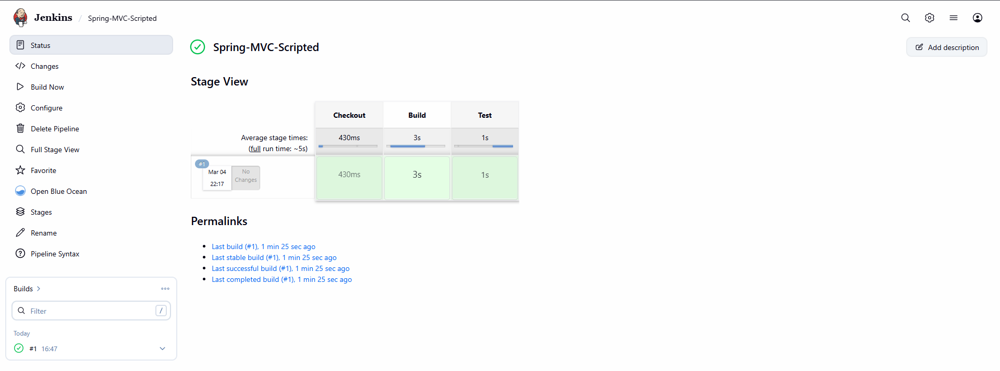 Jenkins / Spring-MVC-Scripted
Status
Changes
Build Now
Configure
Delete Pipeline
Full Stage View
Favorite
Open Blue Ocean
Stages
Rename
Pipeline Syntax
Builds
Filter /
Today
#1 16:47
Spring-MVC-Scripted
Add description
Stage View
Checkout Build Test
Average stage times: 430ms 3s 1s
(full run time: ~5s)
#1
Mar 04
22:17
No
Changes
430ms 3s 1s
Permalinks
Last build (#1), 1 min 25 sec ago
Last stable build (#1), 1 min 25 sec ago
Last successful build (#1), 1 min 25 sec ago
Last completed build (#1), 1 min 25 sec ago